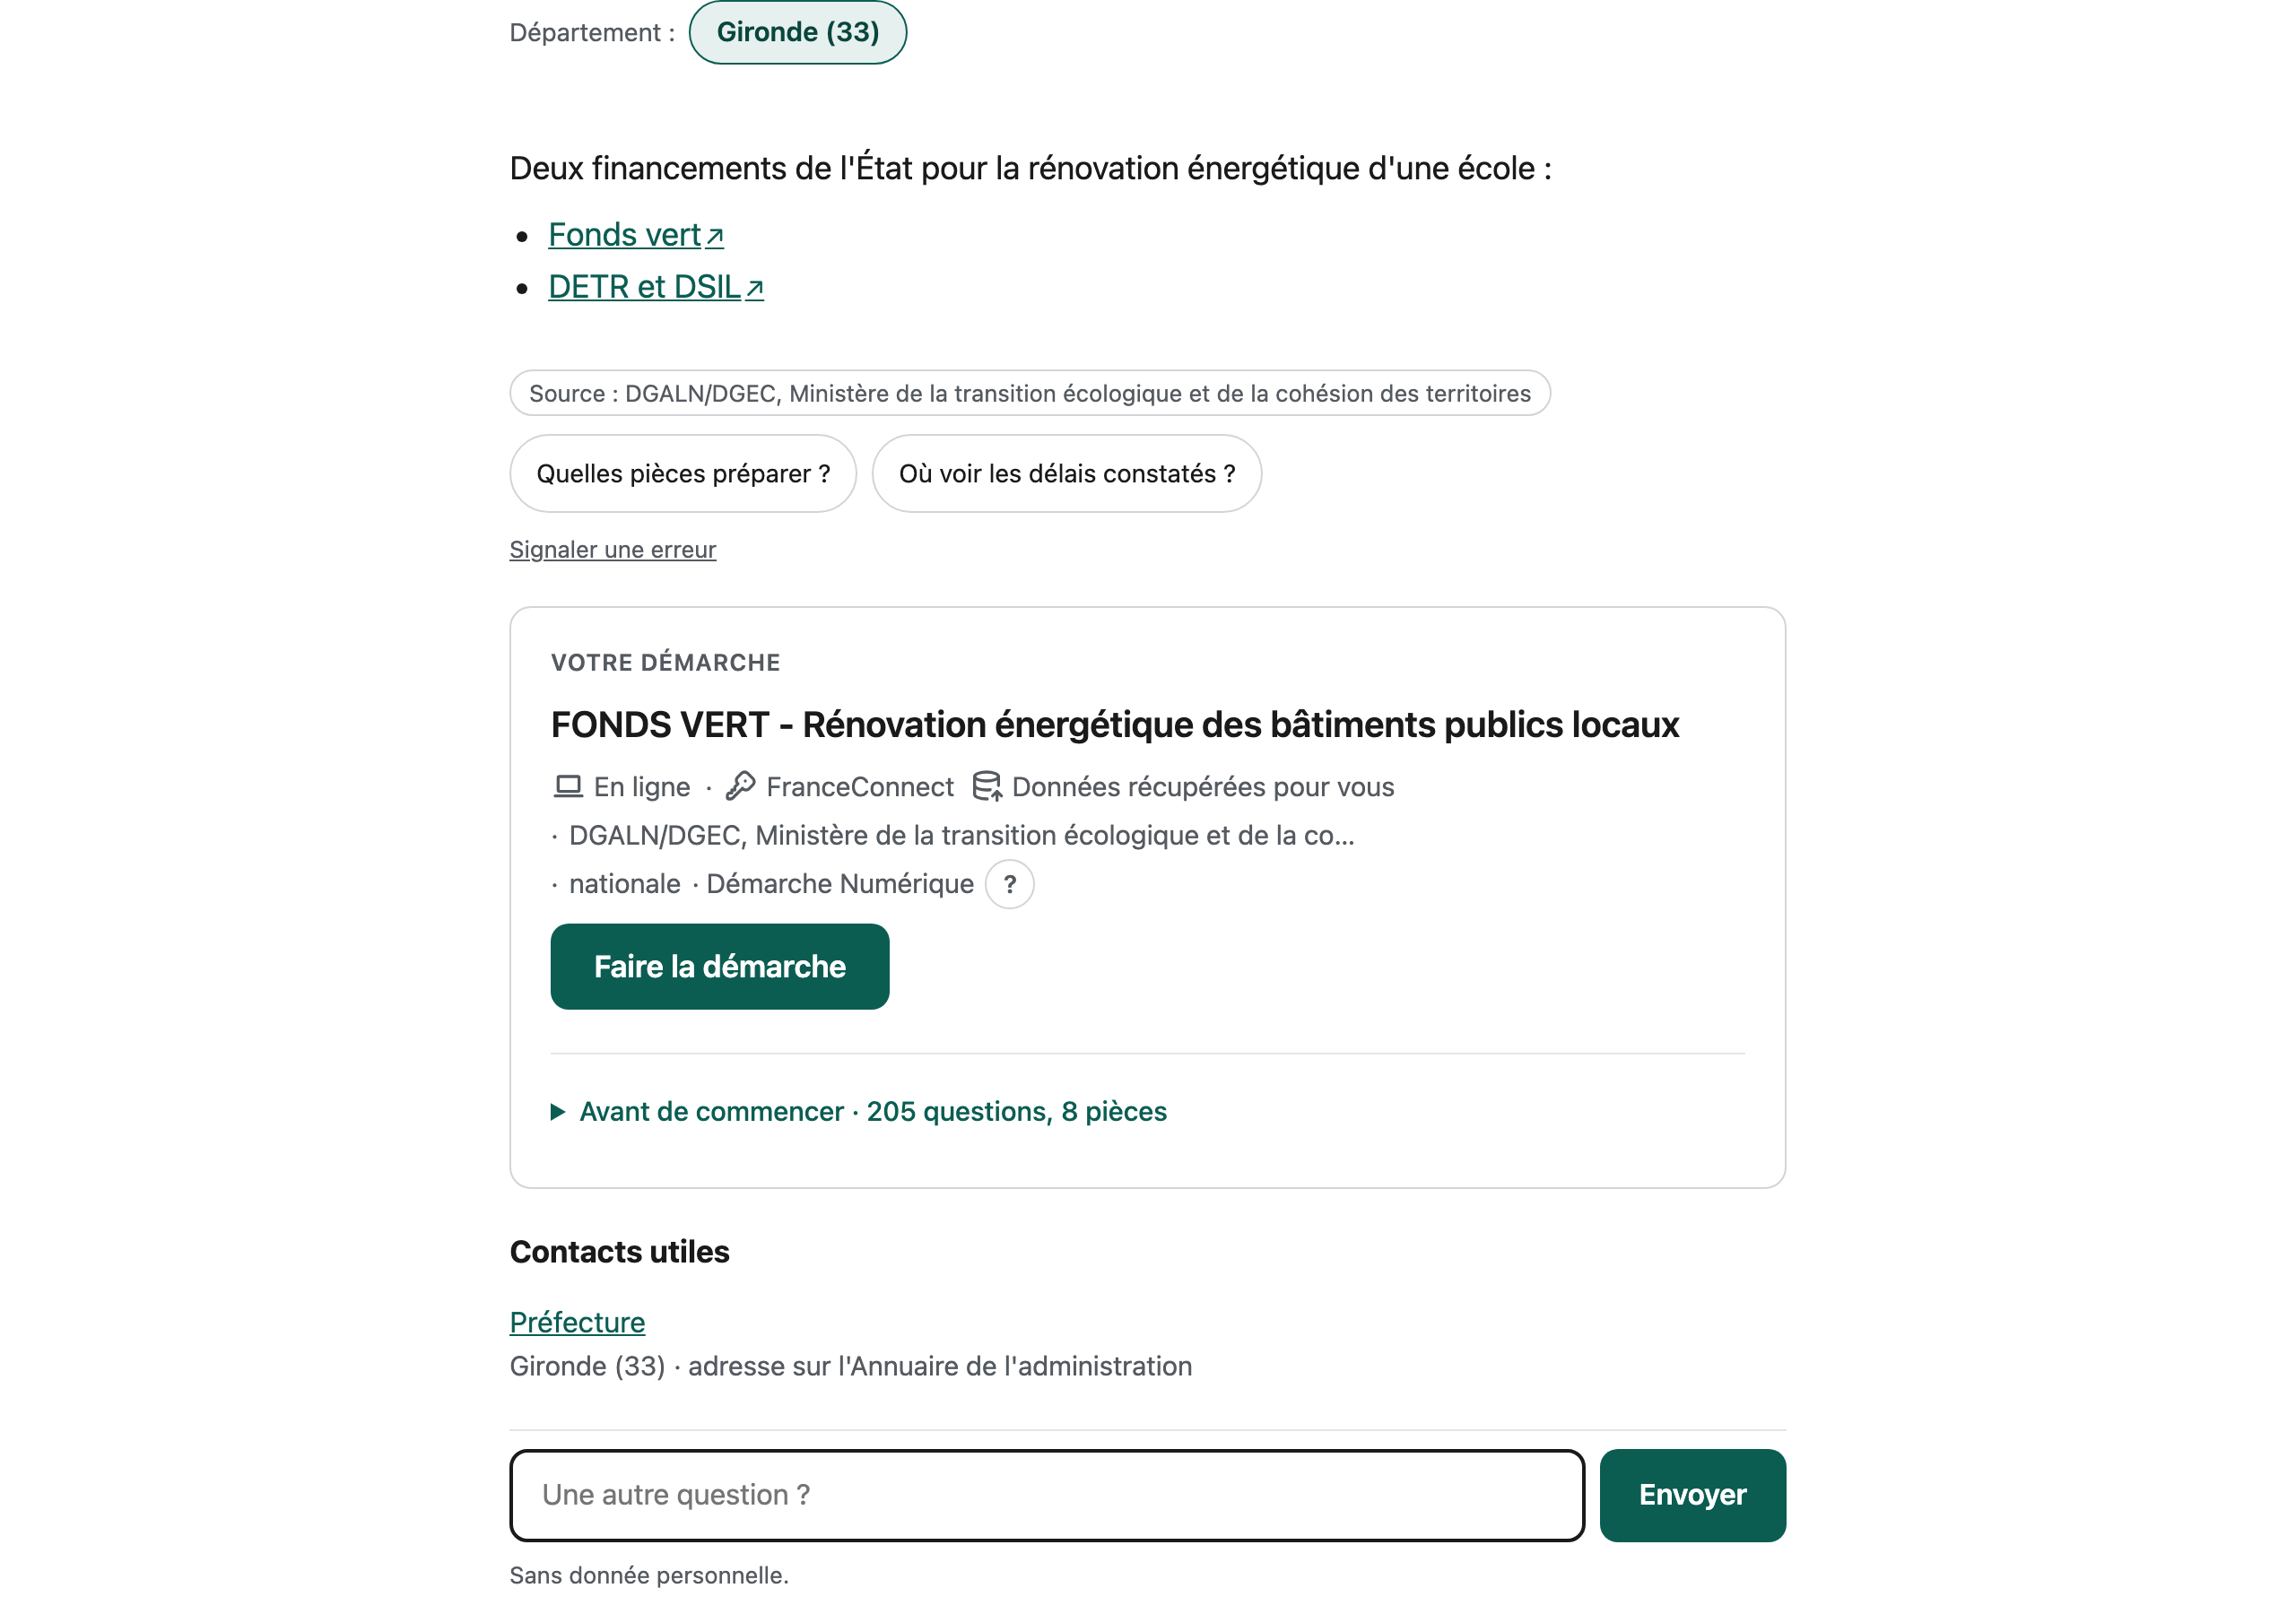 Département :
Gironde (33)
Deux financements de l'État pour la rénovation énergétique d'une école :
• Fonds vert↗
• DETR et DSIL↗
Source : DGALN/DGEC, Ministère de la transition écologique et de la cohésion des territoires
Quelles pièces préparer ?
Où voir les délais constatés ?
Signaler une erreur
VOTRE DÉMARCHE
FONDS VERT - Rénovation énergétique des bâtiments publics locaux
En ligne · FranceConnect Données récupérées pour vous
· DGALN/DGEC, Ministère de la transition écologique et de la co...
· nationale · Démarche Numérique ?
Faire la démarche
▶ Avant de commencer · 205 questions, 8 pièces
Contacts utiles
Préfecture
Gironde (33) · adresse sur l'Annuaire de l'administration
Une autre question ?
Envoyer
Sans donnée personnelle.